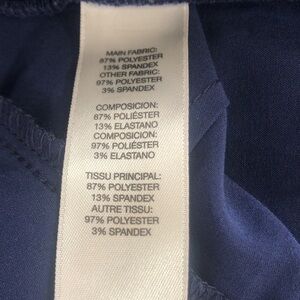 MAIN FABRIC:
87% POLYESTER
13% SPANDEX
OTHER FABRIC:
97% POLYESTER
3% SPANDEX
COMPOSICION:
87% POLIÉSTER
13% ELASTANO
COMPOSICION:
97% POLIÉSTER
3% ELASTANO
TISSU PRINCIPAL:
87% POLYESTER
13% SPANDEX
AUTRE TISSU:
97% POLYESTER
3% SPANDEX